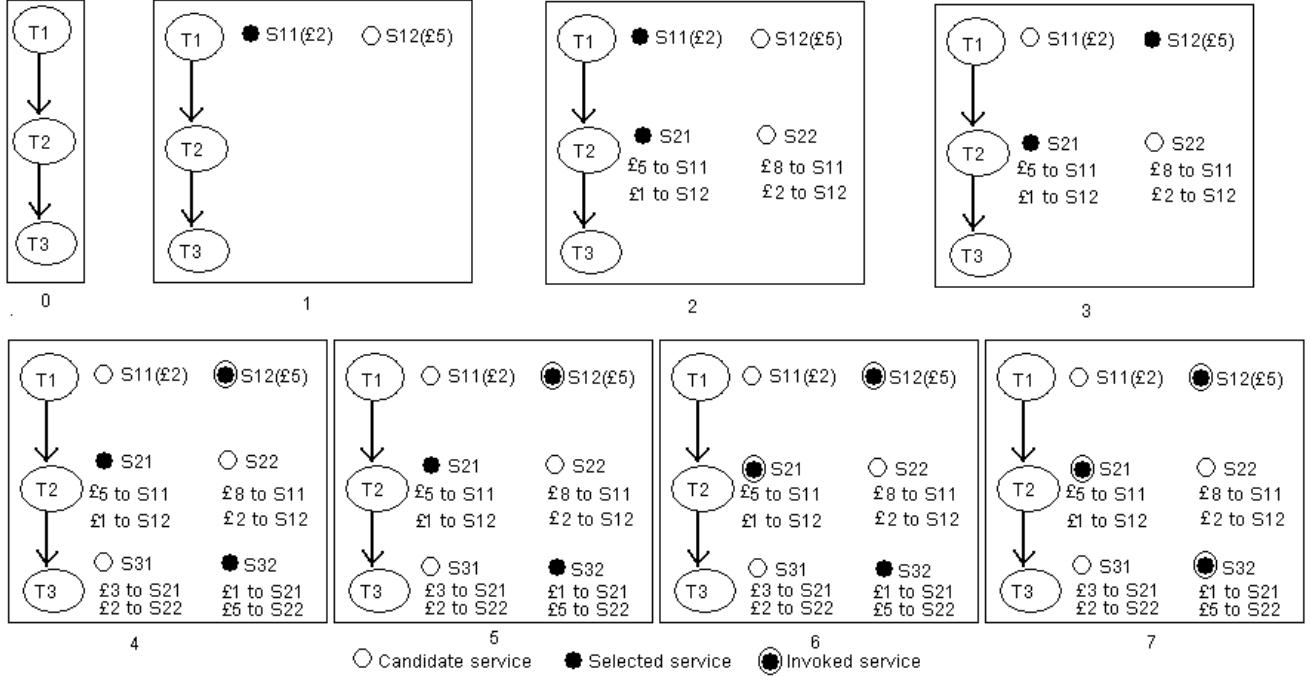 T1
T2
T3
0
T1 S11(£2) S12(£5)
T2
T3
1
T1 S11(£2) S12(£5)
T2 S21 S22
£5 to S11 £8 to S11
£1 to S12 £2 to S12
T3
2
T1 S11(£2) S12(£5)
T2 S21 S22
£5 to S11 £8 to S11
£1 to S12 £2 to S12
T3
3
T1 S11(£2) S12(£5)
S21 S22
T2 £5 to S11 £8 to S11
£1 to S12 £2 to S12
S31 S32
T3 £3 to S21 £1 to S21
£2 to S22 £5 to S22
4
T1 S11(£2) S12(£5)
S21 S22
T2 £5 to S11 £8 to S11
£1 to S12 £2 to S12
S31 S32
T3 £3 to S21 £1 to S21
£2 to S22 £5 to S22
5
T1 S11(£2) S12(£5)
S21 S22
T2 £5 to S11 £8 to S11
£1 to S12 £2 to S12
S31 S32
T3 £3 to S21 £1 to S21
£2 to S22 £5 to S22
6
T1 S11(£2) S12(£5)
S21 S22
T2 £5 to S11 £8 to S11
£1 to S12 £2 to S12
S31 S32
T3 £3 to S21 £1 to S21
£2 to S22 £5 to S22
7
Candidate service Selected service Invoked service